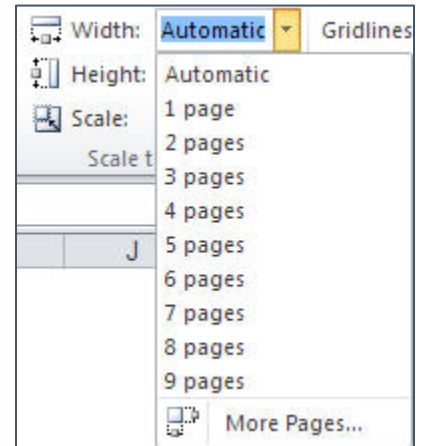 Width: Automatic Gridlines
Height: Automatic
Scale: 1 page
2 pages
Scale t
3 pages
4 pages
J 5 pages
6 pages
7 pages
8 pages
9 pages
More Pages...